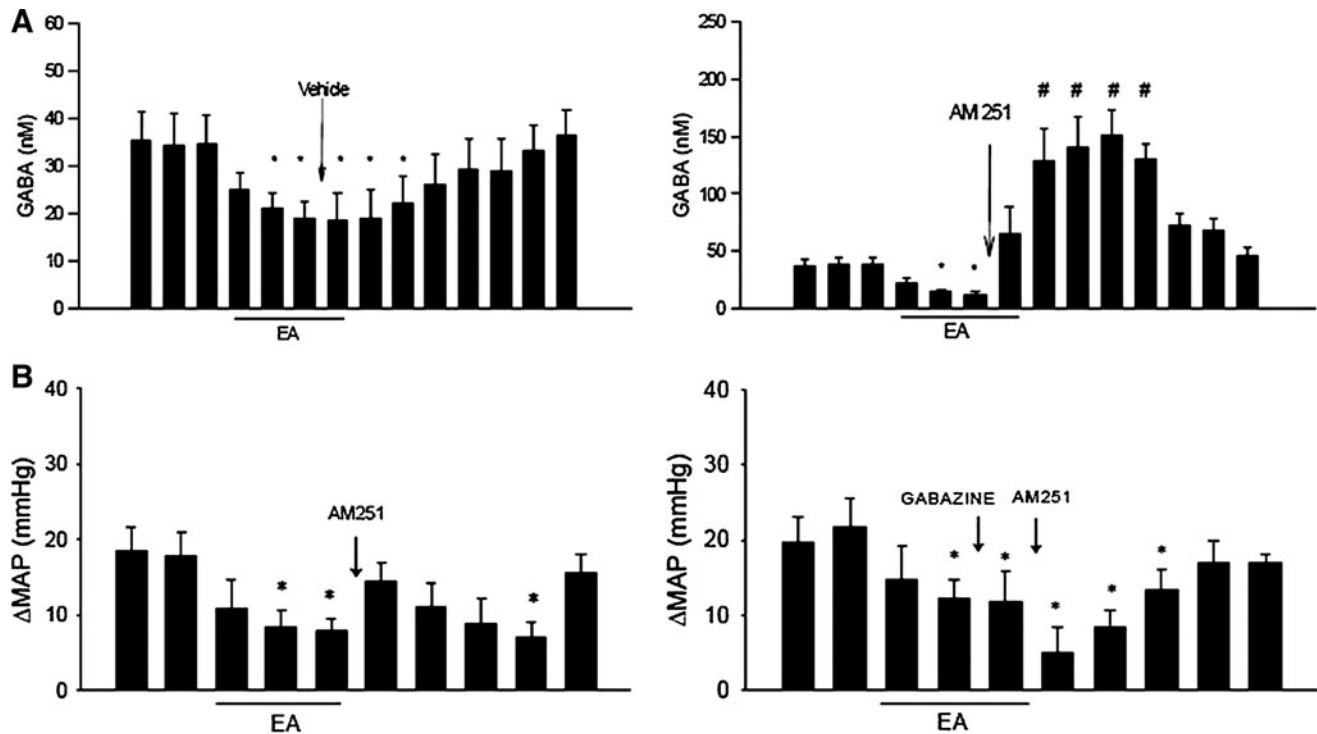 A
GABA (nM)
60
50
40
30
20
10
0
Vehide
* * * * *
EA
GABA (nM)
250
200
150
100
50
0
AM 251
* *
# # # #
EA
B
ΔMAP (mmHg)
40
30
20
10
0
AM251
* * *
EA
ΔMAP (mmHg)
40
30
20
10
0
GABAZINE AM251
* * * * *
EA